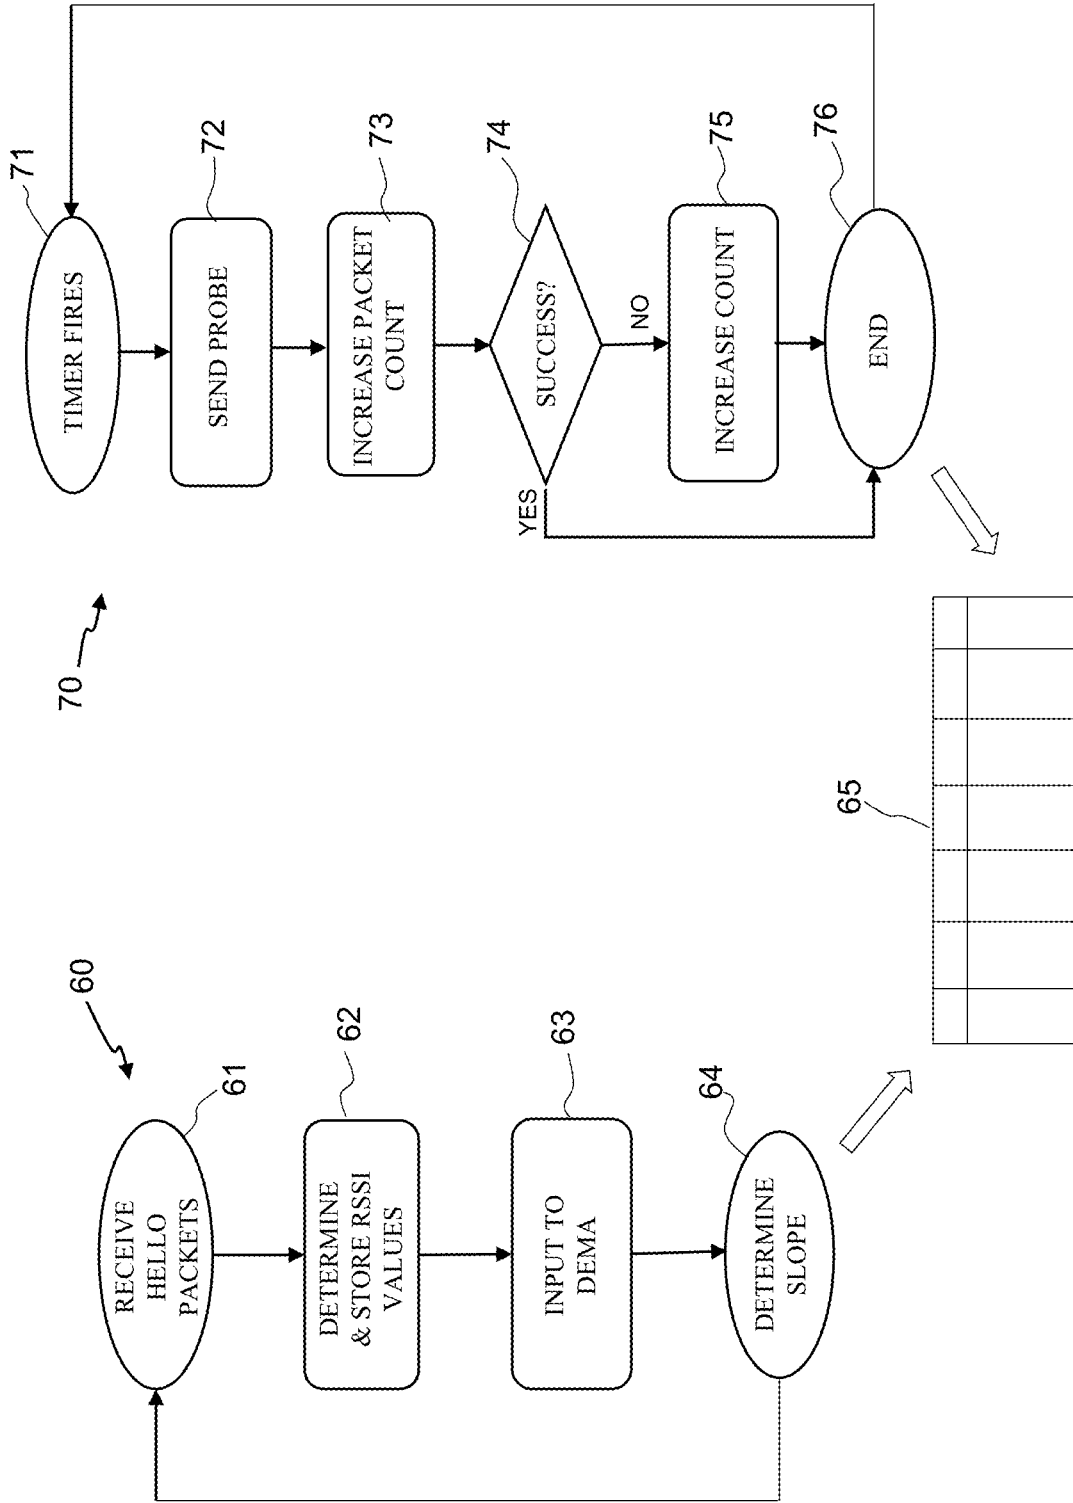 60
RECEIVE
HELLO
PACKETS
61
DETERMINE
& STORE RSSI
VALUES
62
INPUT TO
DEMA
63
DETERMINE
SLOPE
64
65
70
TIMER FIRES
71
SEND PROBE
72
INCREASE PACKET
COUNT
73
SUCCESS?
74
YES
NO
INCREASE COUNT
75
END
76